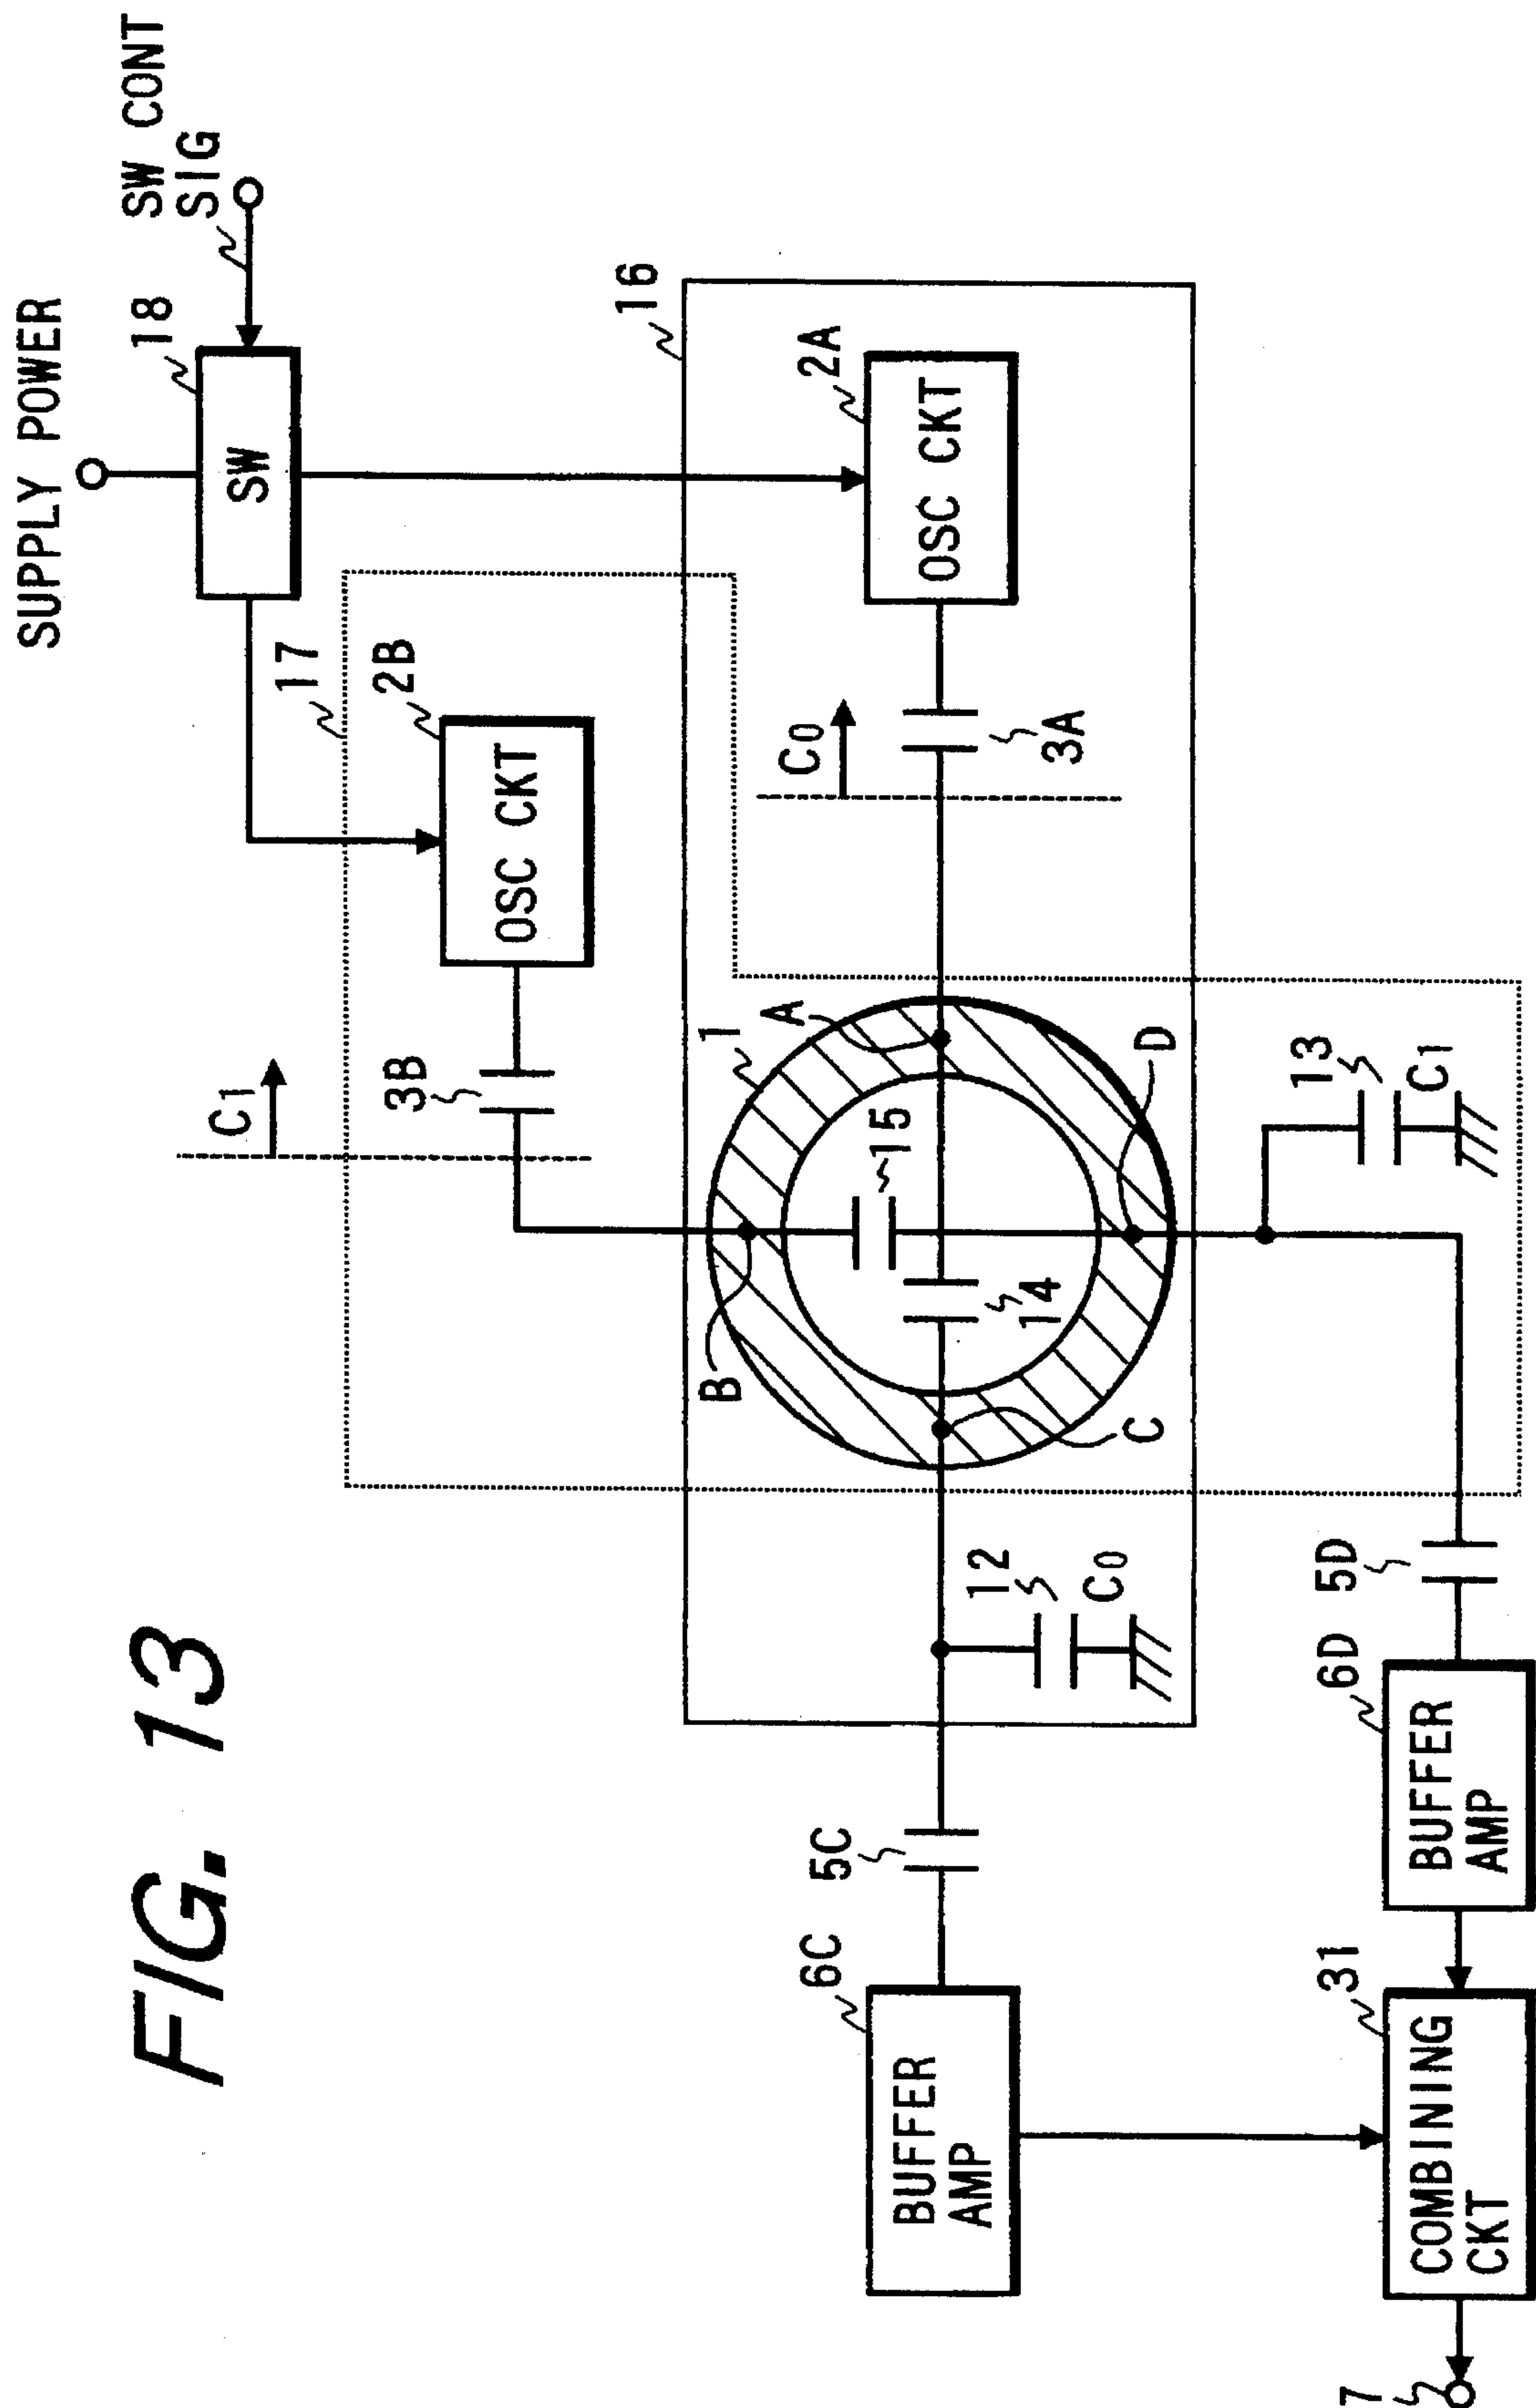 FIG. 13
SUPPLY POWER
SW CONT
SIG
18
SW
17
16
2B
OSC CKT
2A
OSC CKT
C1
3B
C0
3A
1
A
B
15
14
C
D
13
C1
12
C0
5C
5D
6C
BUFFER
AMP
6D
BUFFER
AMP
31
COMBINING
CKT
7